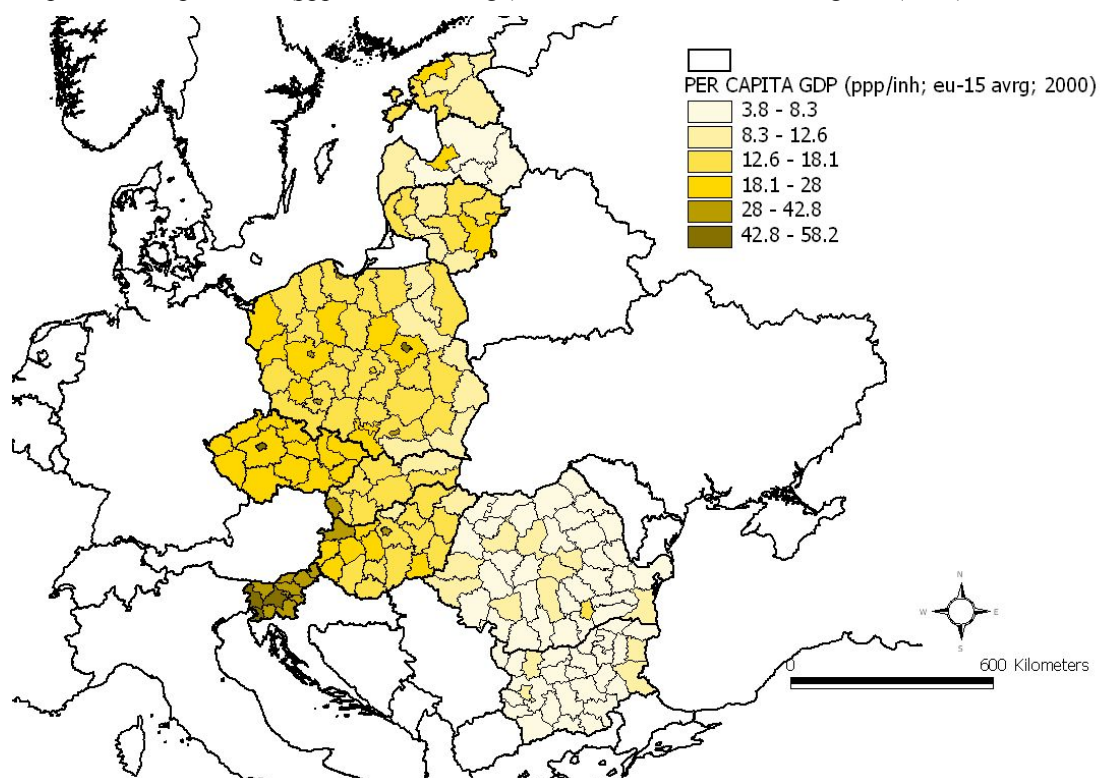 PER CAPITA GDP (ppp/inh; eu-15 avrg; 2000)
3.8 - 8.3
8.3 - 12.6
12.6 - 18.1
18.1 - 28
28 - 42.8
42.8 - 58.2
N
W E
S
0 600 Kilometers